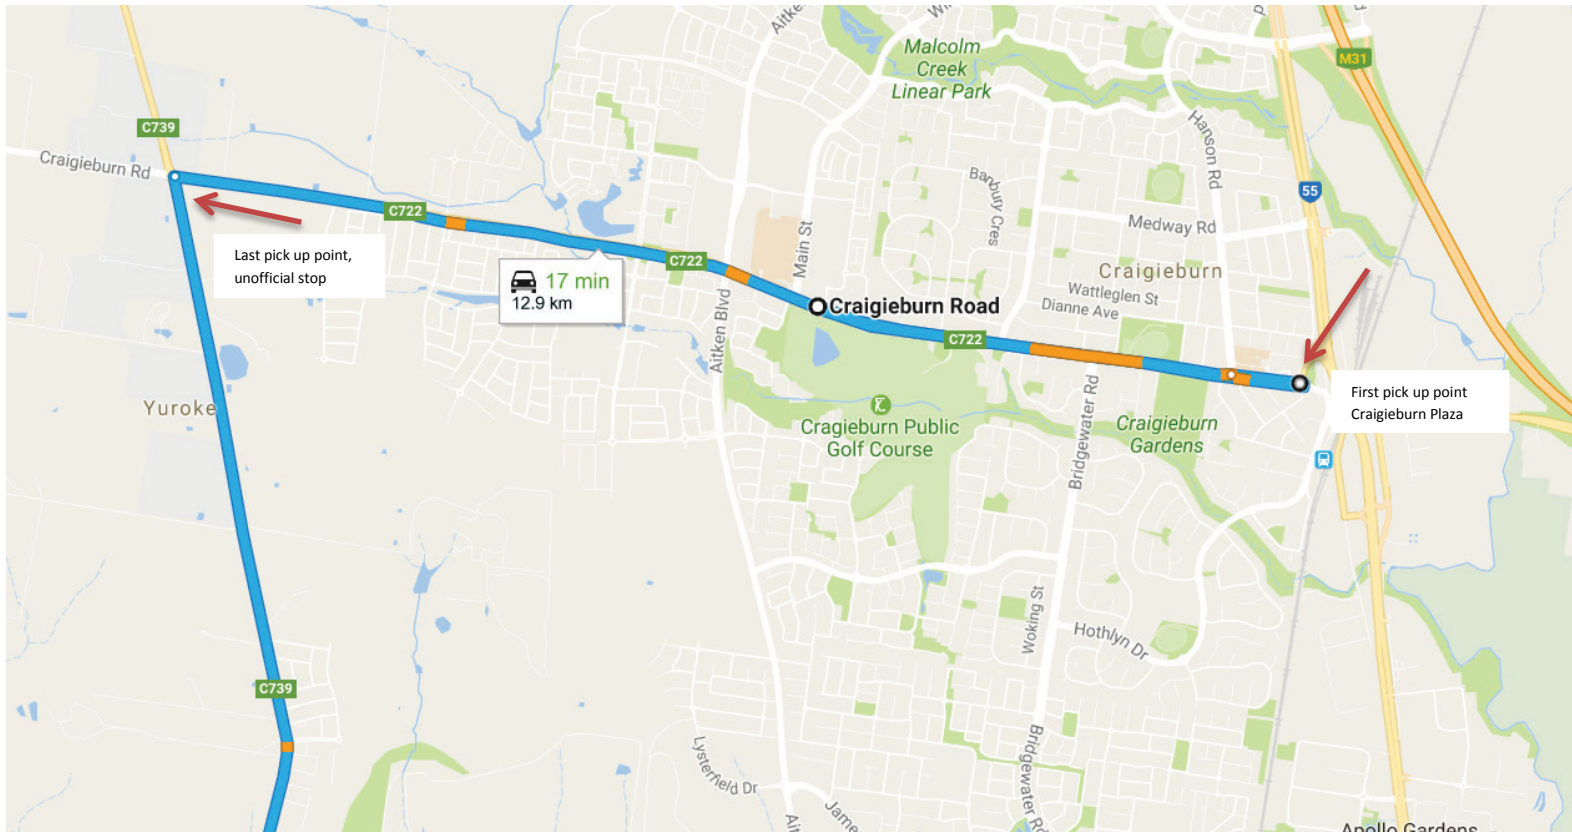 Malcolm
Creek
Linear Park
M31
C739
Hanson Rd
Craigieburn Rd
Banbury Cres
55
C722
Main St
Medway Rd
Last pick up point,
unofficial stop
C722
Craigieburn
17 min
12.9 km
Wattleglen St
Dianne Ave
Craigieburn Road
Aitken Blvd
C722
First pick up point
Craigieburn Plaza
Yuroke
Bridgewater Rd
Cragieburn Public
Golf Course
Craigieburn
Gardens
Woking St
Hothlyn Dr
C739
Bridgewater Rd
Lysterfield Dr
Jame
Apollo Gardens